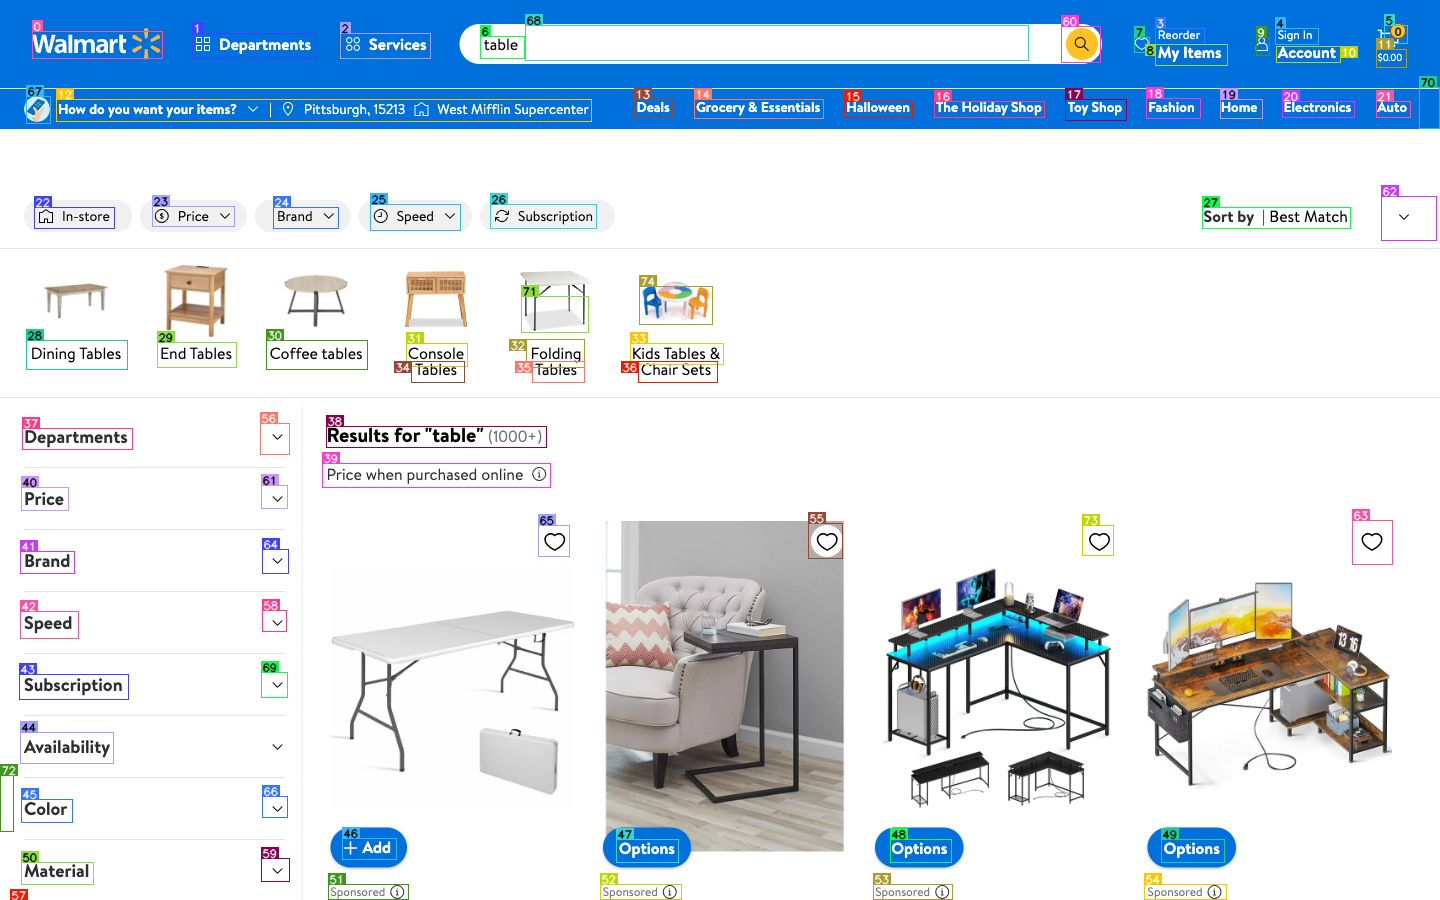 Walmart
Departments
Services
table
Reorder
My Items
Sign In
Account
0
$0.00
How do you want your items?
Pittsburgh, 15213
West Mifflin Supercenter
Deals
Grocery & Essentials
Halloween
The Holiday Shop
Toy Shop
Fashion
Home
Electronics
Auto
In-store
Price
Brand
Speed
Subscription
Sort by | Best Match
Dining Tables
End Tables
Coffee tables
Console
Tables
Folding
Tables
Kids Tables &
Chair Sets
Departments
Price
Brand
Speed
Subscription
Availability
Color
Material
Results for "table" (1000+)
Price when purchased online
13 16
+ Add
Options
Options
Options
Sponsored
Sponsored
Sponsored
Sponsored
0
1
2
3
4
5
6
7
8
9
10
11
12
13
14
15
16
17
18
19
20
21
22
23
24
25
26
27
28
29
30
31
32
33
34
35
36
37
38
39
40
41
42
43
44
45
46
47
48
49
50
51
52
53
54
55
56
57
58
59
60
61
62
63
64
65
66
67
68
69
70
71
72
73
74